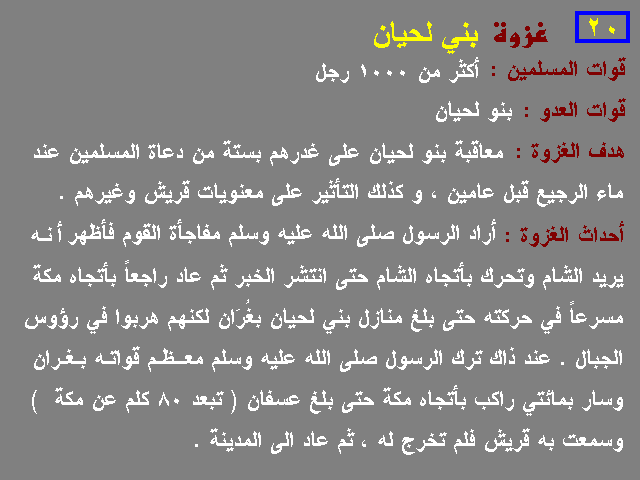 ٢٠ غزوة بني لحيان
قوات المسلمين : أكثر من ١٠٠٠ رجل
قوات العدو : بنو لحيان
هدف الغزوة : معاقبة بنو لحيان على غدرهم بستة من دعاة المسلمين عند
ماء الرجيع قبل عامين ، و كذلك التأثير على معنويات قريش وغيرهم .
أحداث الغزوة : أراد الرسول صلى الله عليه وسلم مفاجأة القوم فأظهر أنـه
يريد الشام وتحرك بأتجاه الشام حتى انتشر الخبر ثم عاد راجعاً بأتجاه مكة
مسرعاً في حركته حتى بلغ منازل بني لحيان بغُرَان لكنهم هربوا في رؤوس
الجبال . عند ذاك ترك الرسول صلى الله عليه وسلم معـظـم قواتـه بـغـران
وسار بمائتي راكب بأتجاه مكة حتى بلغ عسفان ( تبعد ٨٠ كلم عن مكة )
وسمعت به قريش فلم تخرج له ، ثم عاد الى المدينة .